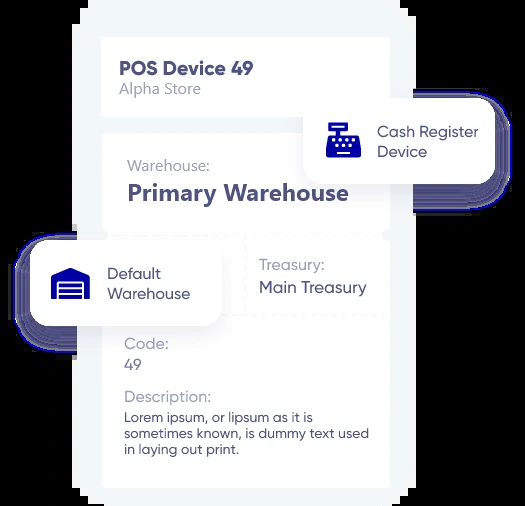 POS Device 49
Alpha Store
Cash Register
Device
Warehouse:
Primary Warehouse
Default
Warehouse
Treasury:
Main Treasury
Code:
49
Description:
Lorem ipsum, or lipsum as it is
sometimes known, is dummy text used
in laying out print.